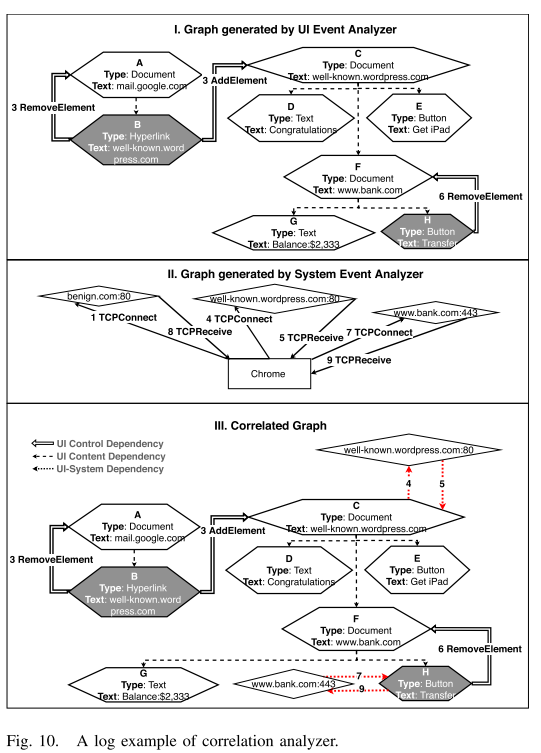 I. Graph generated by UI Event Analyzer
A
Type: Document
Text: mail.google.com
3 RemoveElement
B
Type: Hyperlink
Text: well-known.word
press.com
3 AddElement
C
Type: Document
Text: well-known.wordpress.com
D
Type: Text
Text: Congratulations
E
Type: Button
Text: Get iPad
F
Type: Document
Text: www.bank.com
6 RemoveElement
G
Type: Text
Text: Balance:$2,333
H
Type: Button
Text: Transfer
II. Graph generated by System Event Analyzer
benign.com:80
well-known.wordpress.com:80
www.bank.com:443
1 TCPConnect
4 TCPConnect
7 TCPConnect
8 TCPReceive
5 TCPReceive
9 TCPReceive
Chrome
III. Correlated Graph
UI Control Dependency
UI Content Dependency
UI-System Dependency
well-known.wordpress.com:80
4
5
A
Type: Document
Text: mail.google.com
3 RemoveElement
B
Type: Hyperlink
Text: well-known.word
press.com
3 AddElement
C
Type: Document
Text: well-known.wordpress.com
D
Type: Text
Text: Congratulations
E
Type: Button
Text: Get iPad
F
Type: Document
Text: www.bank.com
6 RemoveElement
G
Type: Text
Text: Balance:$2,333
www.bank.com:443
7
9
H
Type: Button
Text: Transfer
Fig. 10. A log example of correlation analyzer.